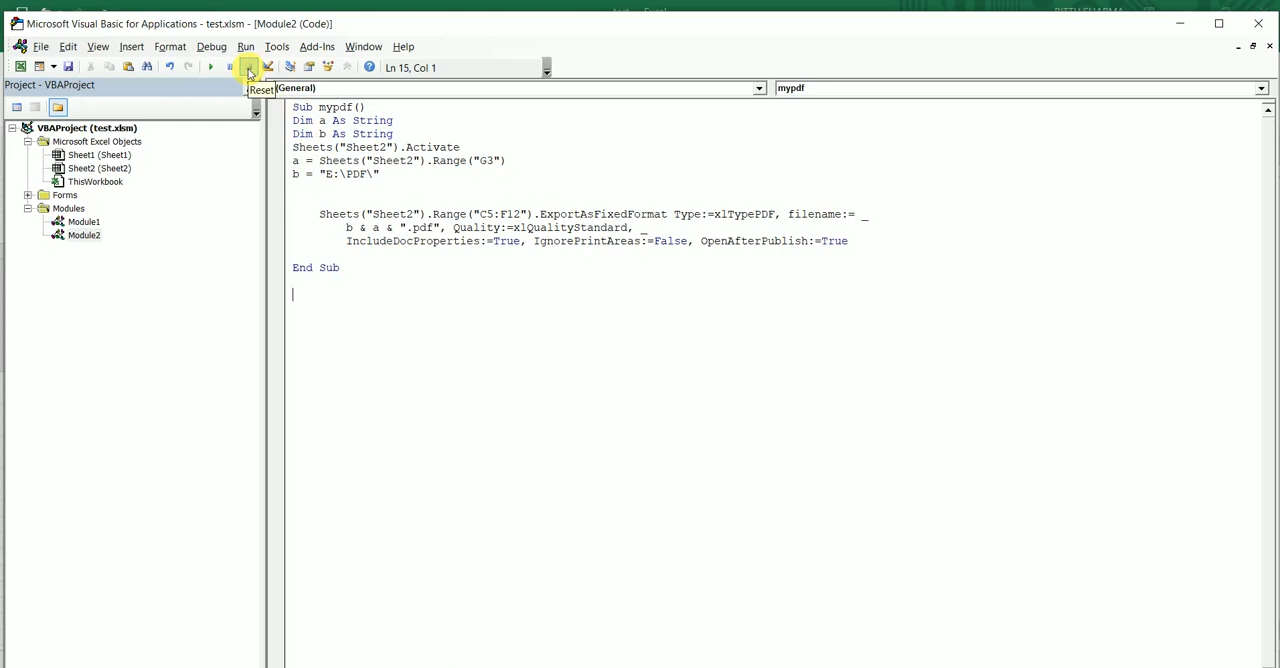 Microsoft Visual Basic for Applications - test.xlsm - [Module2 (Code)]
File Edit View Insert Format Debug Run Tools Add-Ins Window Help
Ln 15, Col 1
Project - VBAProject
Reset
(General)
mypdf
VBAProject (test.xlsm)
Microsoft Excel Objects
Sheet1 (Sheet1)
Sheet2 (Sheet2)
ThisWorkbook
Forms
Modules
Module1
Module2
Sub mypdf()
Dim a As String
Dim b As String
Sheets("Sheet2").Activate
a = Sheets("Sheet2").Range("G3")
b = "E:\PDF\"
Sheets("Sheet2").Range("C5:F12").ExportAsFixedFormat Type:=xlTypePDF, filename:= _
b & a & ".pdf", Quality:=xlQualityStandard, _
IncludeDocProperties:=True, IgnorePrintAreas:=False, OpenAfterPublish:=True
End Sub